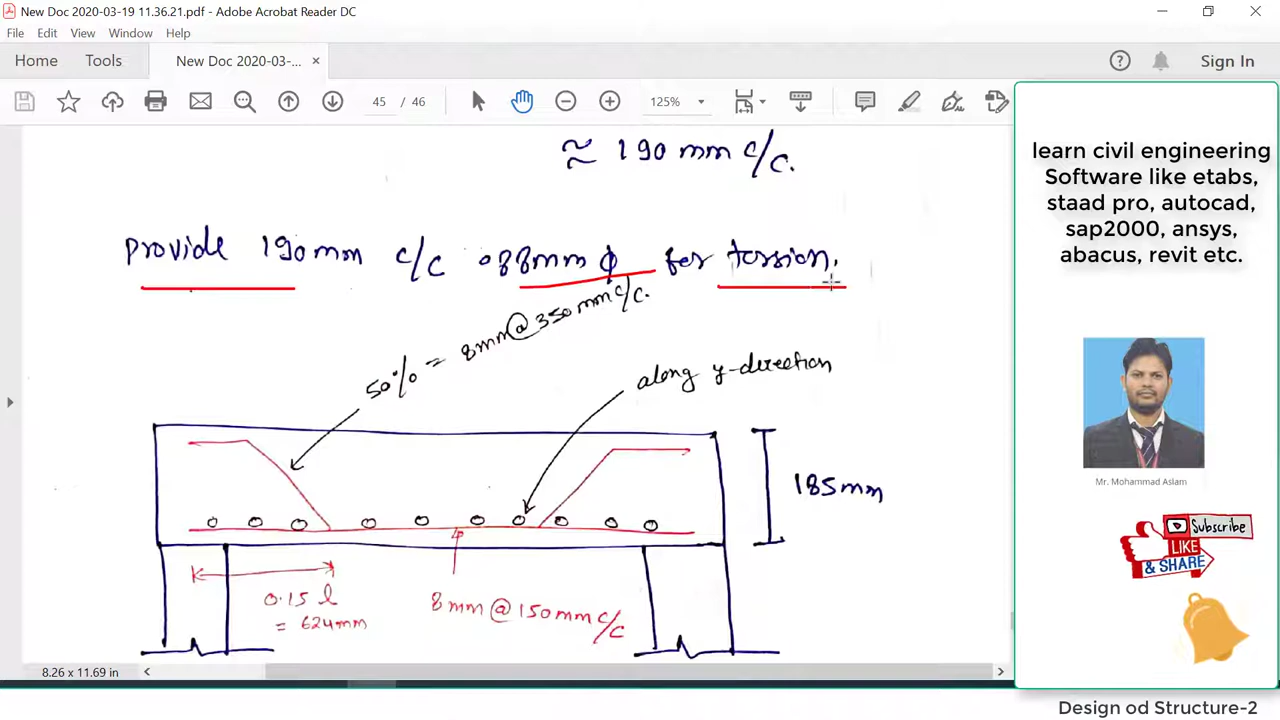 New Doc 2020-03-19 11.36.21.pdf - Adobe Acrobat Reader DC
File Edit View Window Help
Home Tools New Doc 2020-03-... × Sign In
45 / 46 125%
≈ 190 mm c/c.
Provide 190mm c/c of 8mm ϕ for torsion.
50% = 8mm@350mm c/c.
along y-direction
185mm
0.15 l
= 624mm
8mm@150mm c/c
8.26 x 11.69 in
learn civil engineering
Software like etabs,
staad pro, autocad,
sap2000, ansys,
abacus, revit etc.
Mr. Mohammad Aslam
Subscribe
LIKE
& SHARE
Design od Structure-2